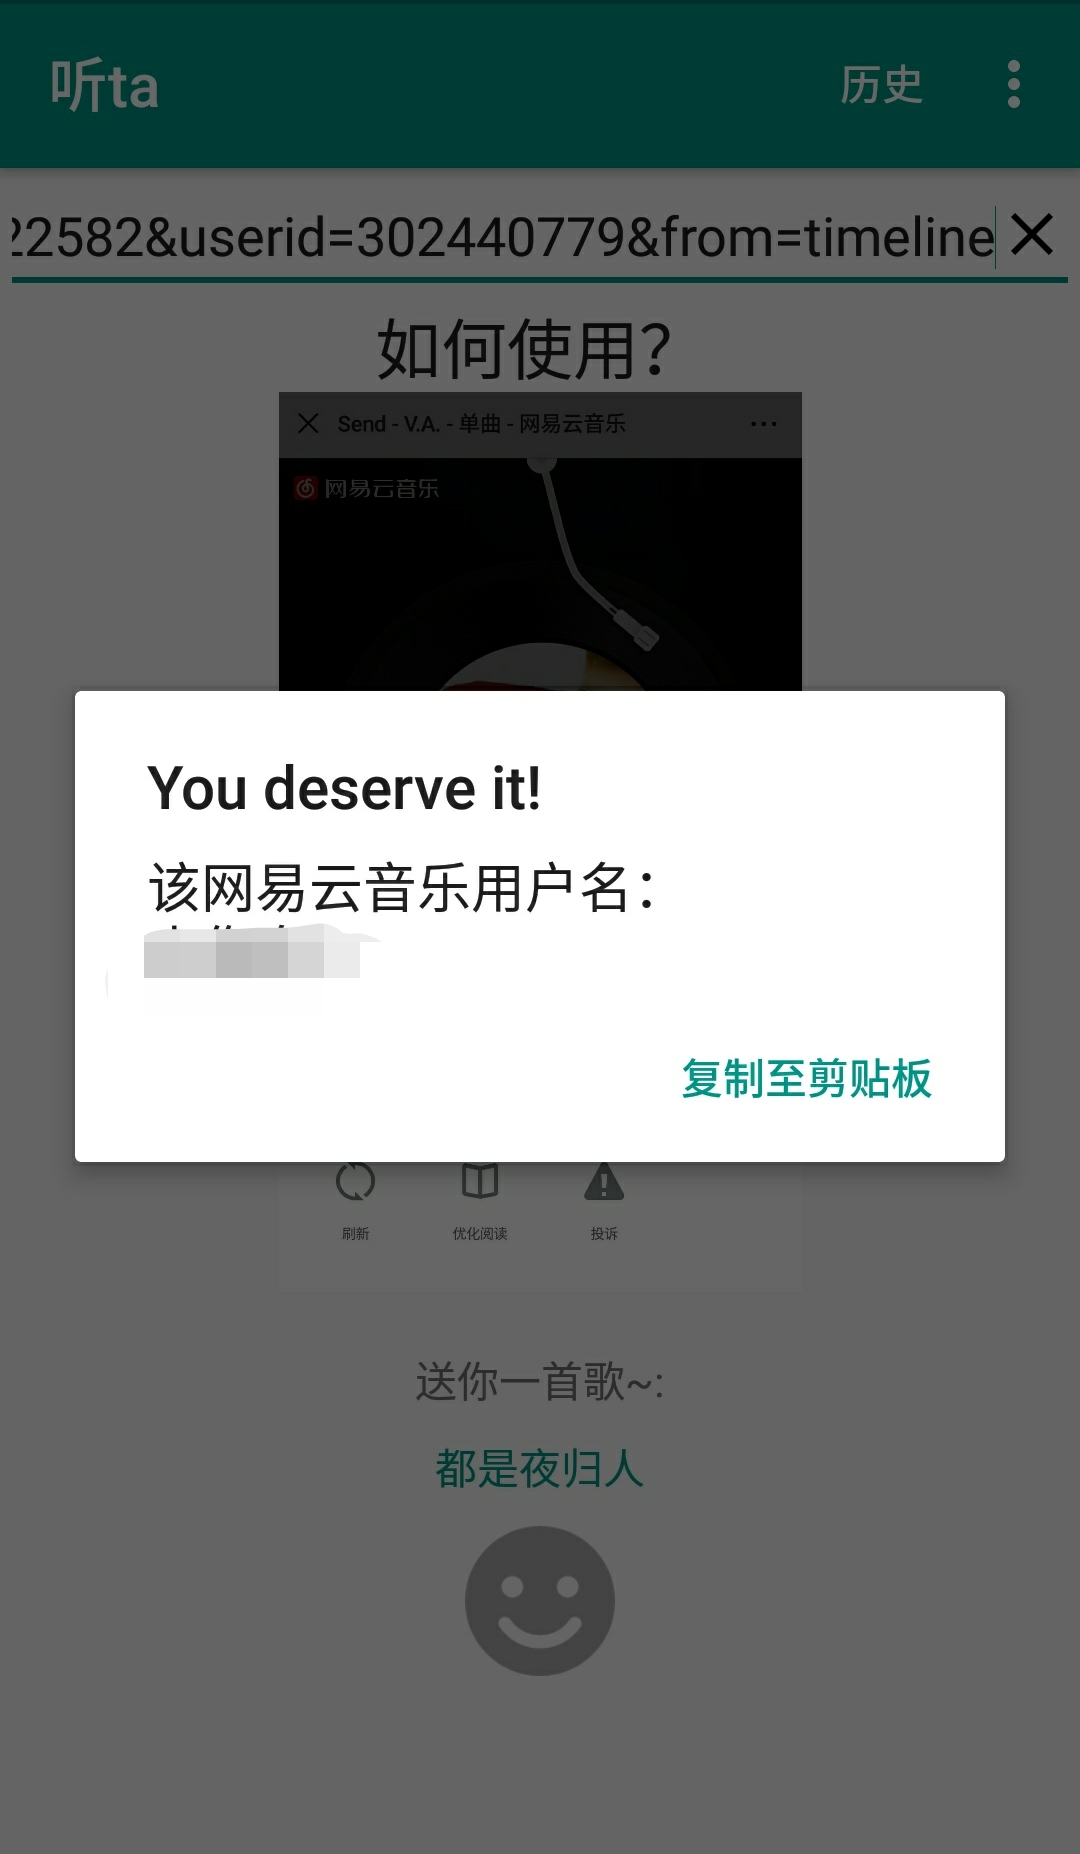 听ta
历史
22582&userid=302440779&from=timeline
如何使用？
Send - V.A. - 单曲 - 网易云音乐
网易云音乐
You deserve it!
该网易云音乐用户名：
复制至剪贴板
刷新
优化阅读
投诉
送你一首歌~:
都是夜归人